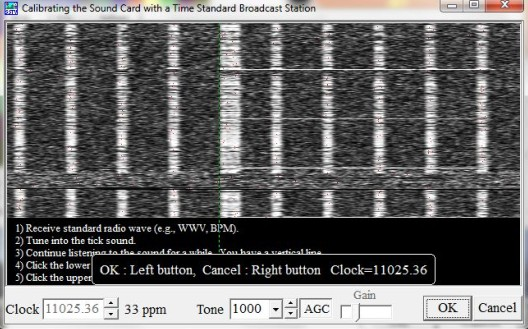 Calibrating the Sound Card with a Time Standard Broadcast Station
1) Receive standard radio wave (e.g., WWV, BPM).
2) Tune into the tick sound.
3) Continue listening to the sound for a while. You have a vertical line
4) Click the lower
5) Click the upper
OK : Left button, Cancel : Right button Clock=11025.36
Clock 11025.36 33 ppm Tone 1000 AGC Gain OK Cancel